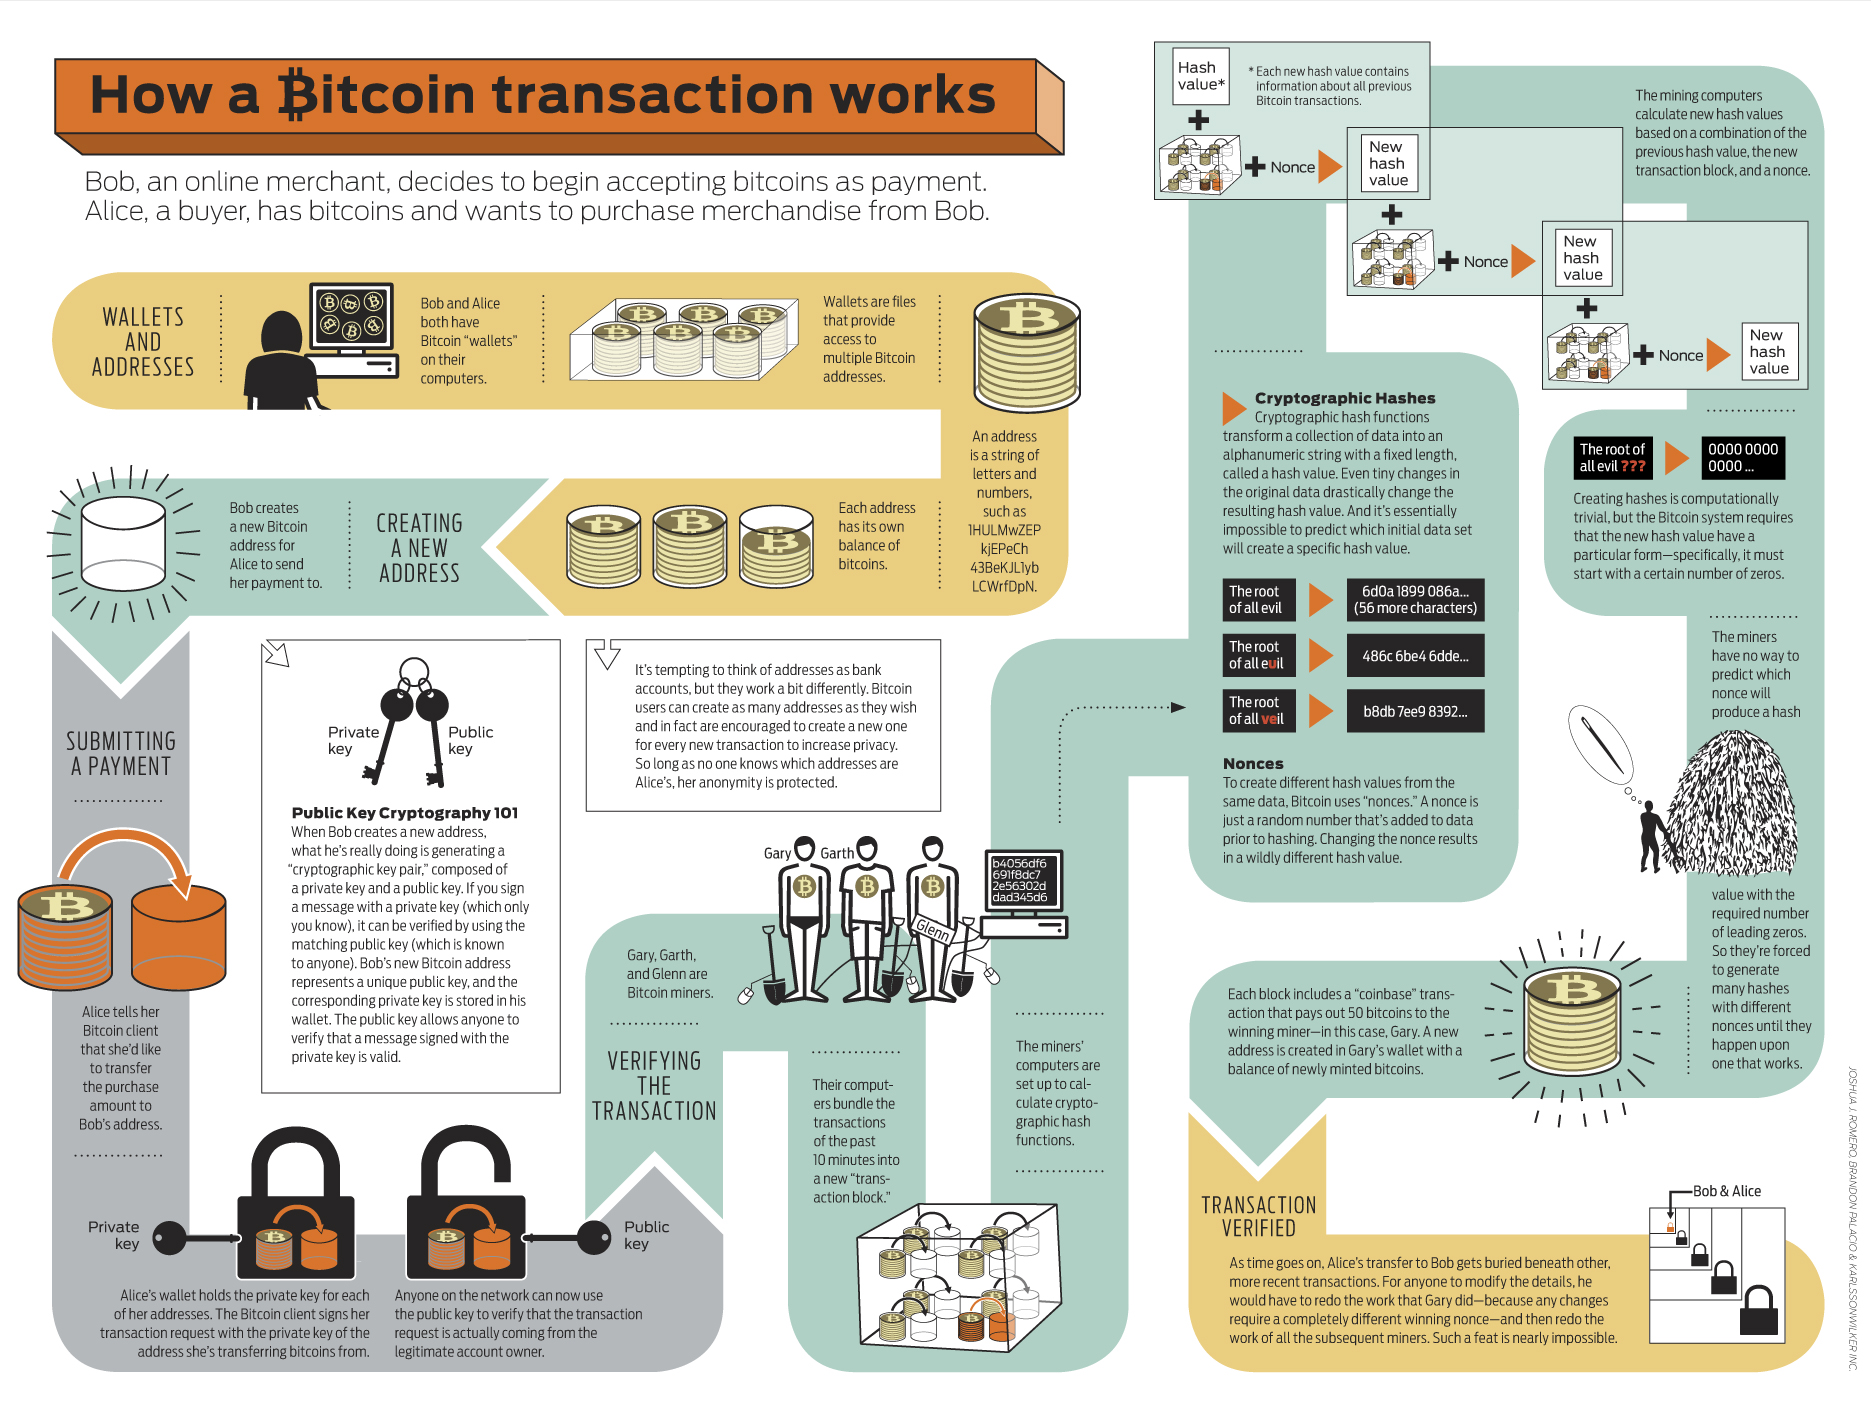 How a Bitcoin transaction works
Bob, an online merchant, decides to begin accepting bitcoins as payment.
Alice, a buyer, has bitcoins and wants to purchase merchandise from Bob.
WALLETS
AND
ADDRESSES
Bob and Alice
both have
Bitcoin “wallets”
on their
computers.
Wallets are files
that provide
access to
multiple Bitcoin
addresses.
An address
is a string of
letters and
numbers,
such as
1HULMwZEP
kjEPeCh
43BeKJL1yb
LCWrfDpN.
Each address
has its own
balance of
bitcoins.
CREATING
A NEW
ADDRESS
Bob creates
a new Bitcoin
address for
Alice to send
her payment to.
SUBMITTING
A PAYMENT
Alice tells her
Bitcoin client
that she’d like
to transfer
the purchase
amount to
Bob’s address.
Private
key
Public
key
Public Key Cryptography 101
When Bob creates a new address,
what he’s really doing is generating a
“cryptographic key pair,” composed of
a private key and a public key. If you sign
a message with a private key (which only
you know), it can be verified by using the
matching public key (which is known
to anyone). Bob’s new Bitcoin address
represents a unique public key, and the
corresponding private key is stored in his
wallet. The public key allows anyone to
verify that a message signed with the
private key is valid.
It’s tempting to think of addresses as bank
accounts, but they work a bit differently. Bitcoin
users can create as many addresses as they wish
and in fact are encouraged to create a new one
for every new transaction to increase privacy.
So long as no one knows which addresses are
Alice’s, her anonymity is protected.
Private
key
Alice’s wallet holds the private key for each
of her addresses. The Bitcoin client signs her
transaction request with the private key of the
address she’s transferring bitcoins from.
Public
key
Anyone on the network can now use
the public key to verify that the transaction
request is actually coming from the
legitimate account owner.
VERIFYING
THE
TRANSACTION
Gary, Garth,
and Glenn are
Bitcoin miners.
Gary
Garth
Glenn
b4056df6
691f8dc7
2e56302d
dad345d6
Their comput-
ers bundle the
transactions
of the past
10 minutes into
a new “trans-
action block.”
The miners’
computers are
set up to cal-
culate crypto-
graphic hash
functions.
Cryptographic Hashes
Cryptographic hash functions
transform a collection of data into an
alphanumeric string with a fixed length,
called a hash value. Even tiny changes in
the original data drastically change the
resulting hash value. And it’s essentially
impossible to predict which initial data set
will create a specific hash value.
The root
of all evil
6d0a 1899 086a...
(56 more characters)
The root
of all euil
486c 6be4 6dde...
The root
of all veil
b8db 7ee9 8392...
Nonces
To create different hash values from the
same data, Bitcoin uses “nonces.” A nonce is
just a random number that’s added to data
prior to hashing. Changing the nonce results
in a wildly different hash value.
Hash
value*
* Each new hash value contains
information about all previous
Bitcoin transactions.
+
+ Nonce
New
hash
value
+
+ Nonce
New
hash
value
+
+ Nonce
New
hash
value
The mining computers
calculate new hash values
based on a combination of the
previous hash value, the new
transaction block, and a nonce.
The root of
all evil ???
0000 0000
0000 ...
Creating hashes is computationally
trivial, but the Bitcoin system requires
that the new hash value have a
particular form—specifically, it must
start with a certain number of zeros.
The miners
have no way to
predict which
nonce will
produce a hash
value with the
required number
of leading zeros.
So they’re forced
to generate
many hashes
with different
nonces until they
happen upon
one that works.
Each block includes a “coinbase” trans-
action that pays out 50 bitcoins to the
winning miner—in this case, Gary. A new
address is created in Gary’s wallet with a
balance of newly minted bitcoins.
TRANSACTION
VERIFIED
As time goes on, Alice’s transfer to Bob gets buried beneath other,
more recent transactions. For anyone to modify the details, he
would have to redo the work that Gary did—because any changes
require a completely different winning nonce—and then redo the
work of all the subsequent miners. Such a feat is nearly impossible.
Bob & Alice
JOSHUA J. ROMERO, BRANDON PALACIO & KARLSSONWILKER INC.